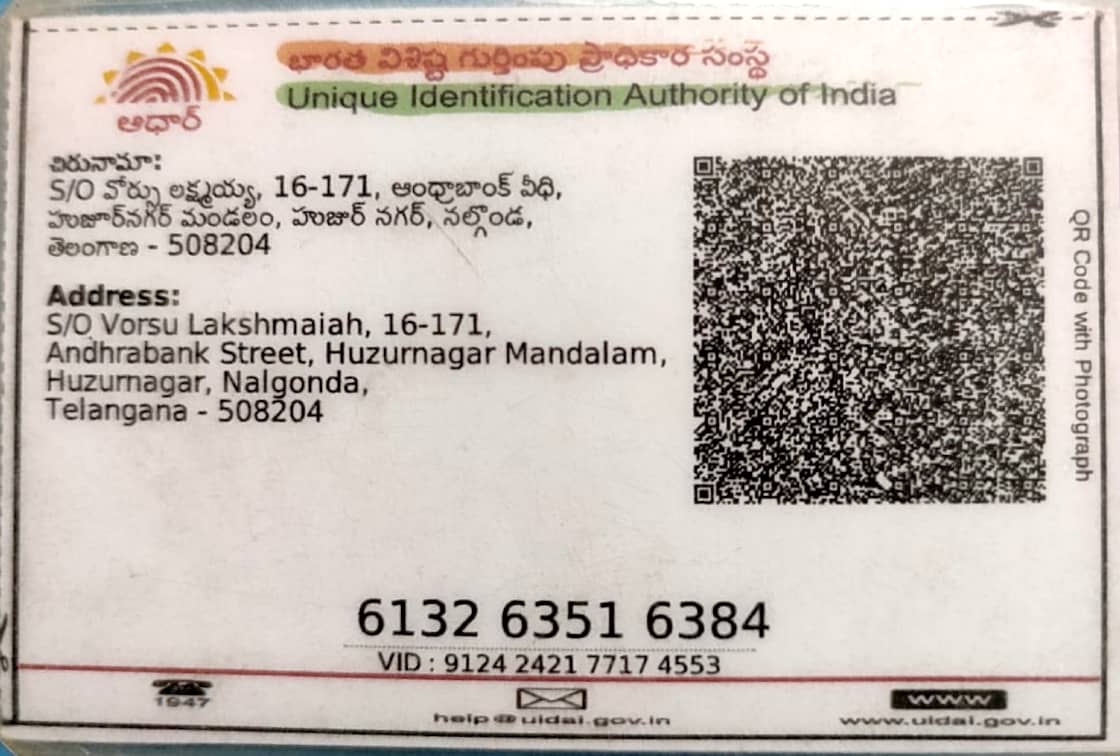 భారత విశిష్ట గుర్తింపు ప్రాధికార సంస్థ
Unique Identification Authority of India
ఆధార్
చిరునామా:
S/O వోర్సు లక్ష్మయ్య, 16-171, ఆంధ్రాబాంక్ వీధి,
హుజూర్‌నగర్ మండలం, హుజుర్ నగర్, నల్గొండ,
తెలంగాణ - 508204
Address:
S/O Vorsu Lakshmaiah, 16-171,
Andhrabank Street, Huzurnagar Mandalam,
Huzurnagar, Nalgonda,
Telangana - 508204
QR Code with Photograph
6132 6351 6384
VID : 9124 2421 7717 4553
1947
help@uidai.gov.in
www
www.uidai.gov.in